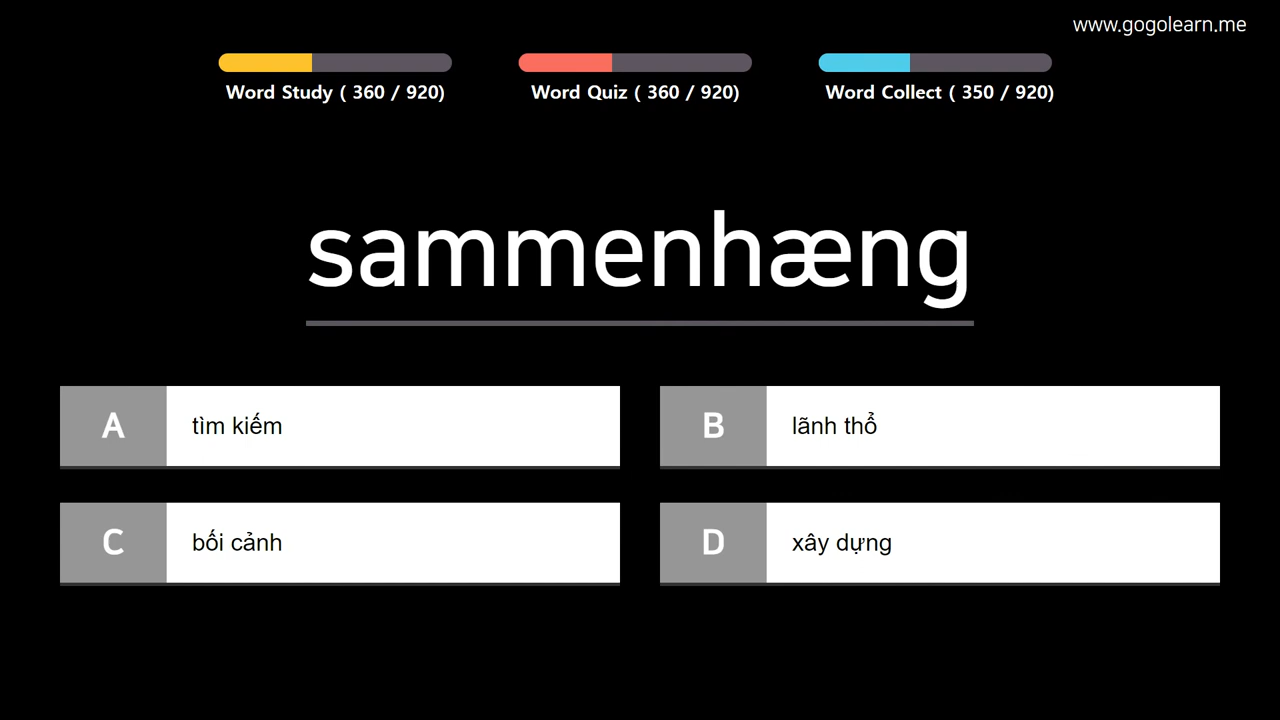 www.gogolearn.me
Word Study ( 360 / 920)
Word Quiz ( 360 / 920)
Word Collect ( 350 / 920)
sammenhæng
A
tìm kiếm
B
lãnh thổ
C
bối cảnh
D
xây dựng